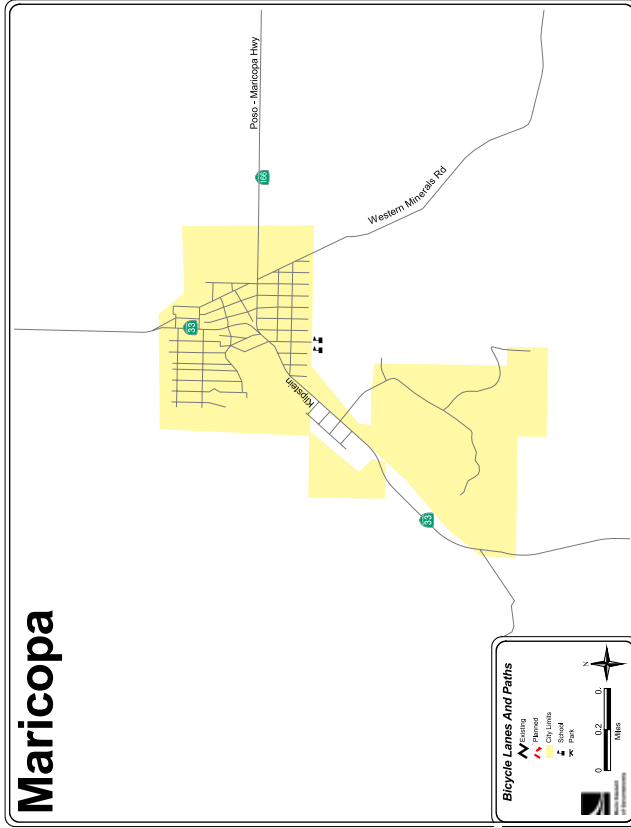 Maricopa
Poso - Maricopa Hwy
166
Western Minerals Rd
33
Klipstein
33
Bicycle Lanes And Paths
Existing
Planned
City Limits
School
Park
N
0 0.2 0.
Miles